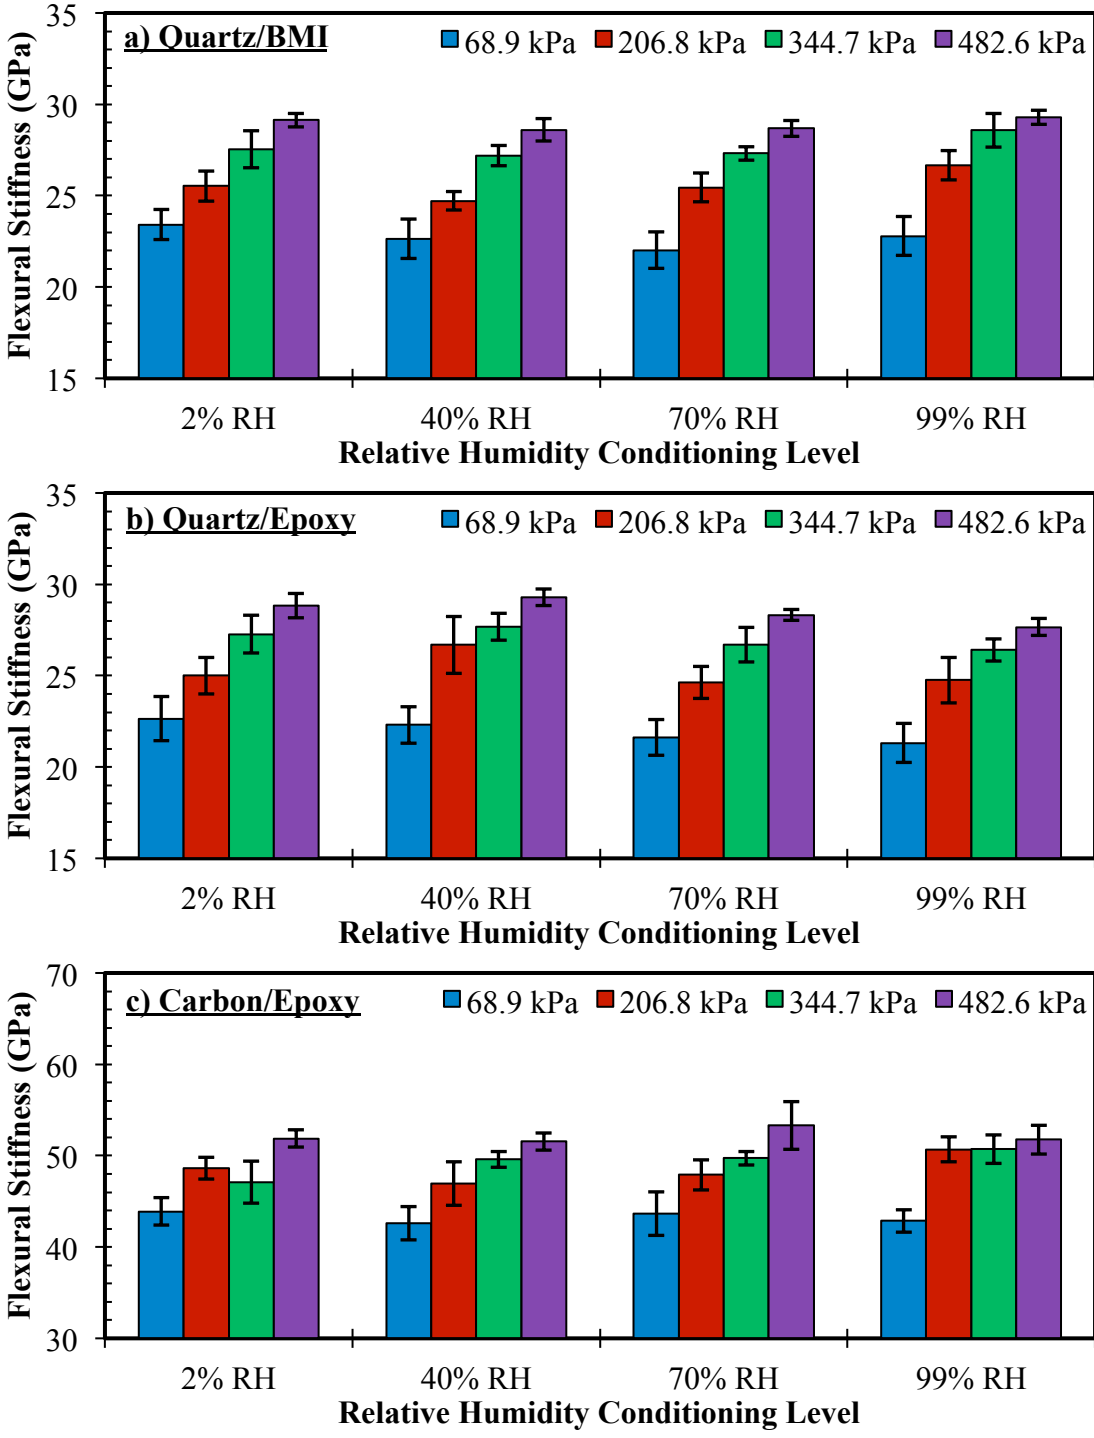 a) Quartz/BMI 68.9 kPa 206.8 kPa 344.7 kPa 482.6 kPa
Flexural Stiffness (GPa)
35
30
25
20
15
2% RH 40% RH 70% RH 99% RH
Relative Humidity Conditioning Level
b) Quartz/Epoxy 68.9 kPa 206.8 kPa 344.7 kPa 482.6 kPa
Flexural Stiffness (GPa)
35
30
25
20
15
2% RH 40% RH 70% RH 99% RH
Relative Humidity Conditioning Level
c) Carbon/Epoxy 68.9 kPa 206.8 kPa 344.7 kPa 482.6 kPa
Flexural Stiffness (GPa)
70
60
50
40
30
2% RH 40% RH 70% RH 99% RH
Relative Humidity Conditioning Level